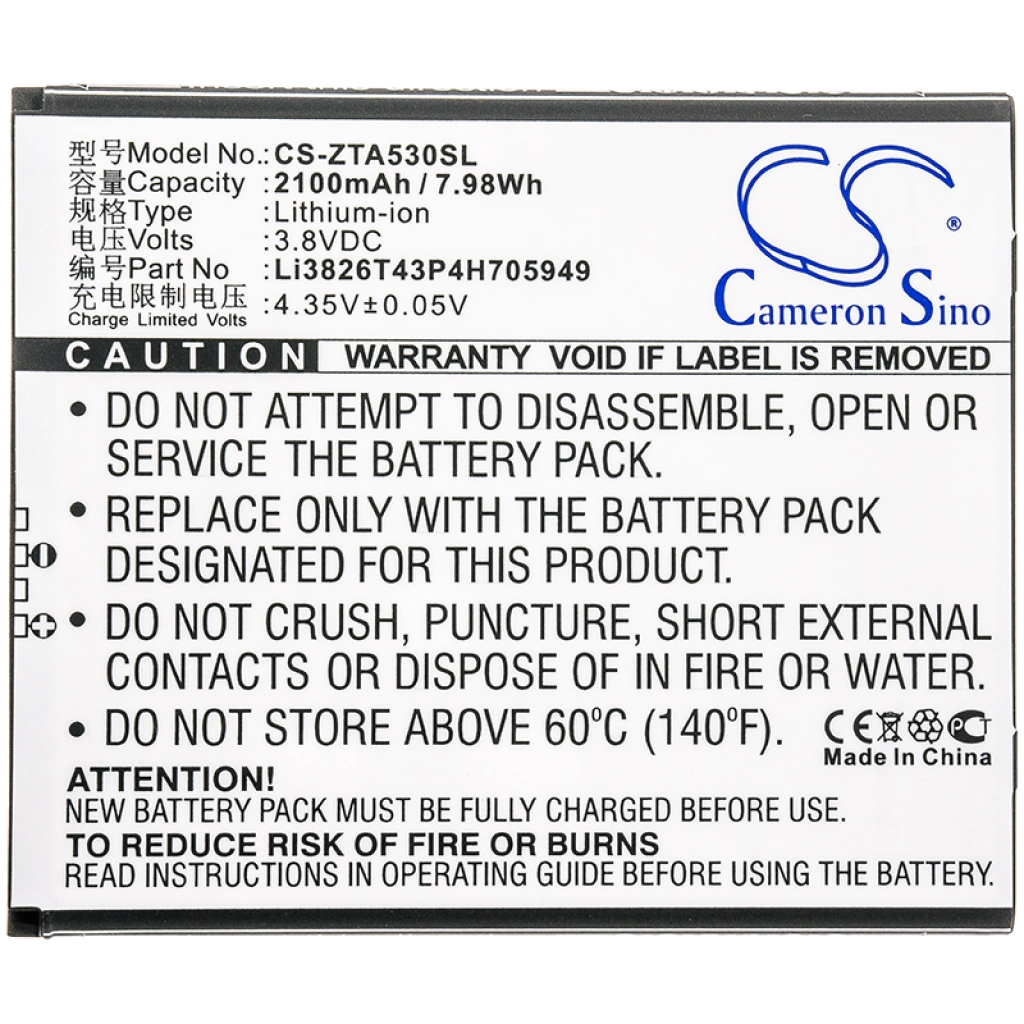 型号Model No.: CS-ZTA530SL
容量Capacity : 2100mAh / 7.98Wh
规格Type : Lithium-ion
电压Volts : 3.8VDC
编号Part No : Li3826T43P4H705949
充电限制电压 : 4.35V±0.05V
Charge Limited Volts
CS ®
Cameron Sino
CAUTION WARRANTY VOID IF LABEL IS REMOVED
• DO NOT ATTEMPT TO DISASSEMBLE, OPEN OR
SERVICE THE BATTERY PACK.
• REPLACE ONLY WITH THE BATTERY PACK
DESIGNATED FOR THIS PRODUCT.
• DO NOT CRUSH, PUNCTURE, SHORT EXTERNAL
CONTACTS OR DISPOSE OF IN FIRE OR WATER.
• DO NOT STORE ABOVE 60⁰C (140⁰F).
CE PCT
Made In China
ATTENTION!
NEW BATTERY PACK MUST BE FULLY CHARGED BEFORE USE.
TO REDUCE RISK OF FIRE OR BURNS
READ INSTRUCTIONS IN OPERATING GUIDE BEFORE USING BATTERY.